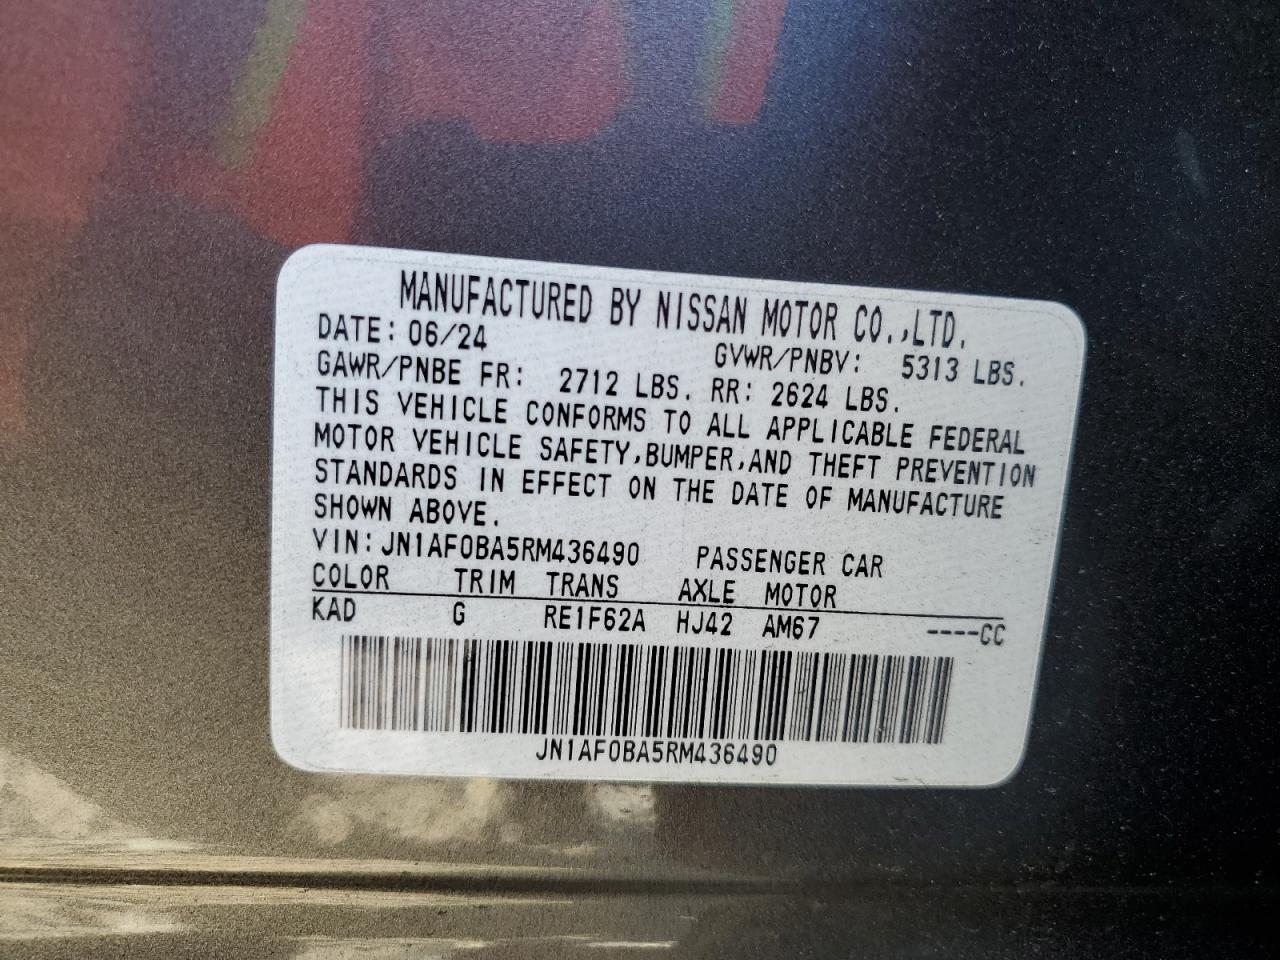 MANUFACTURED BY NISSAN MOTOR CO.,LTD.
DATE: 06/24 GVWR/PNBV: 5313 LBS.
GAWR/PNBE FR: 2712 LBS. RR: 2624 LBS.
THIS VEHICLE CONFORMS TO ALL APPLICABLE FEDERAL
MOTOR VEHICLE SAFETY,BUMPER,AND THEFT PREVENTION
STANDARDS IN EFFECT ON THE DATE OF MANUFACTURE
SHOWN ABOVE.
VIN: JN1AF0BA5RM436490 PASSENGER CAR
COLOR TRIM TRANS AXLE MOTOR
KAD G RE1F62A HJ42 AM67 ----CC
JN1AF0BA5RM436490